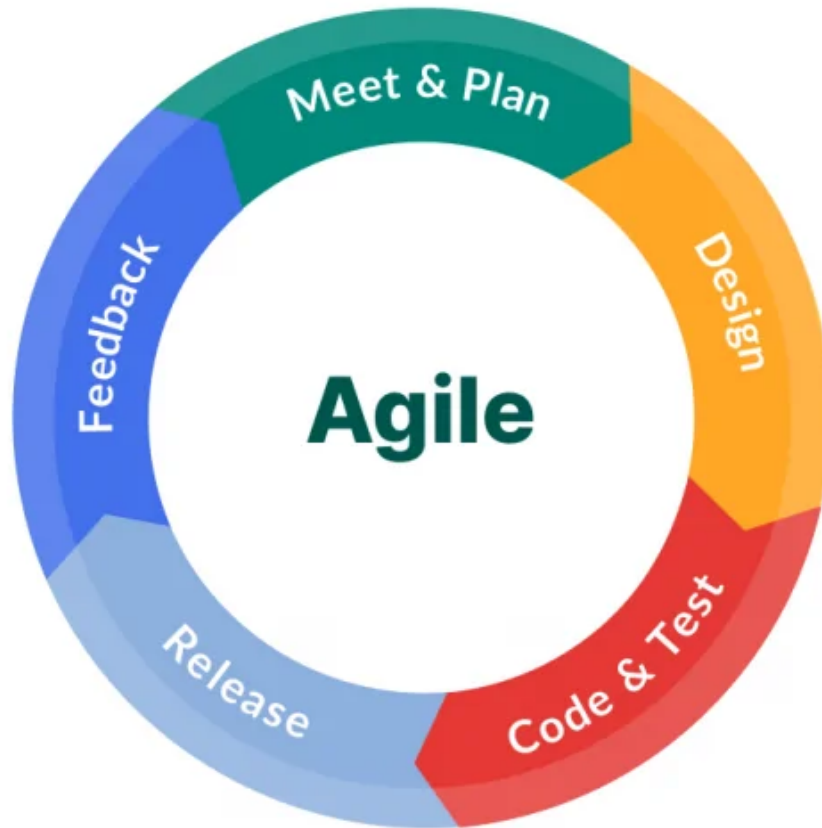 Meet & Plan
Design
Code & Test
Release
Feedback
Agile